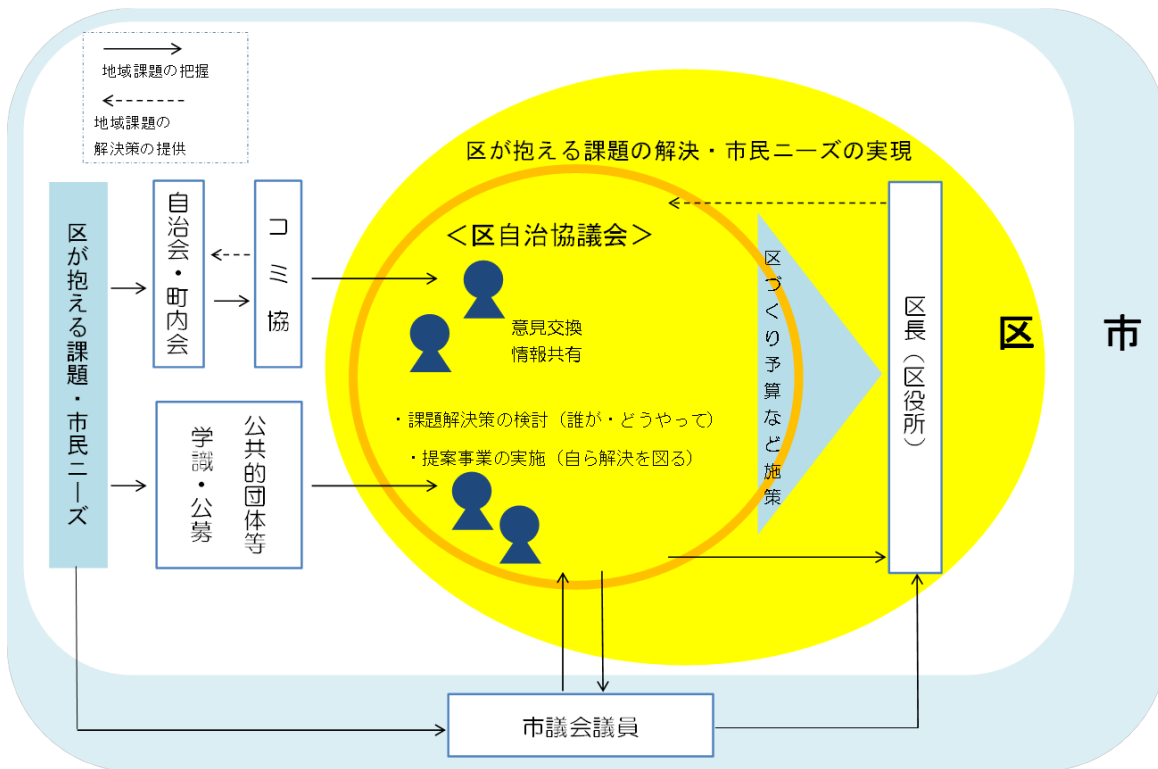 地域課題の把握
地域課題の
解決策の提供
区が抱える課題の解決・市民ニーズの実現
区が抱える課題・市民ニーズ
自治会・町内会
コミ協
＜区自治協議会＞
意見交換
情報共有
・課題解決策の検討（誰が・どうやって）
・提案事業の実施（自ら解決を図る）
公共的団体等
学識・公募
区づくり予算など施策
区長（区役所）
区
市
市議会議員